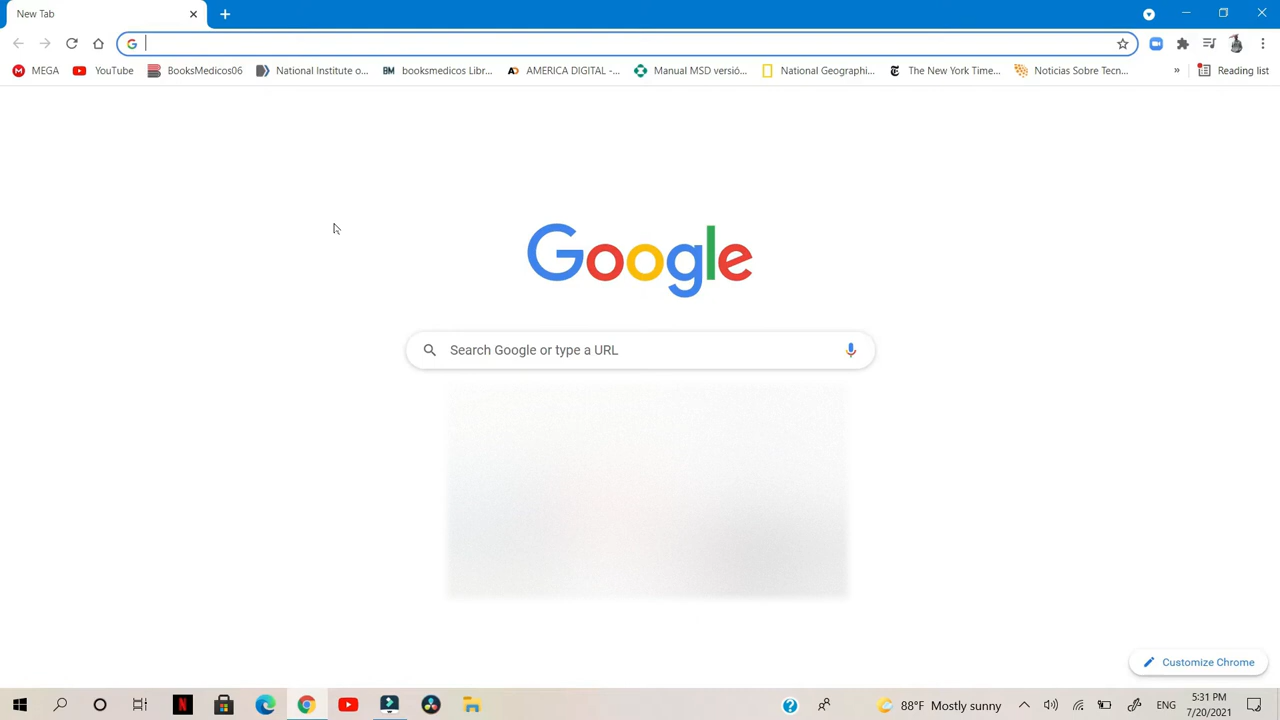 New Tab
MEGA YouTube BooksMedicos06 National Institute o... booksmedicos Libr... AMERICA DIGITAL -... Manual MSD versió... National Geographi... The New York Time... Noticias Sobre Tecn... » Reading list
Google
Search Google or type a URL
Customize Chrome
88°F Mostly sunny ENG 5:31 PM
7/20/2021